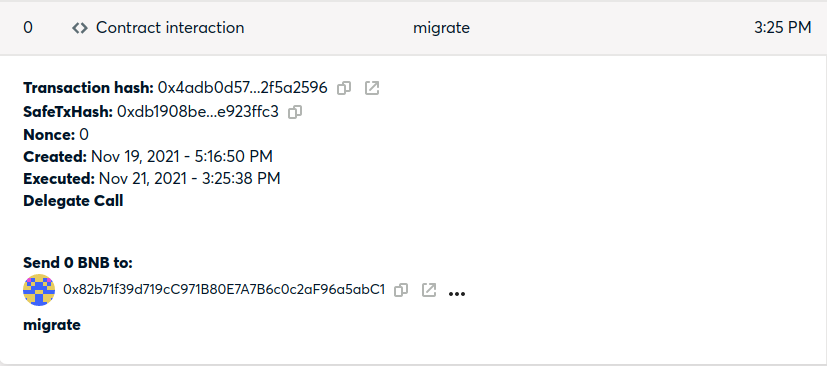 0 Contract interaction migrate 3:25 PM
Transaction hash: 0x4adb0d57...2f5a2596
SafeTxHash: 0xdb1908be...e923ffc3
Nonce: 0
Created: Nov 19, 2021 - 5:16:50 PM
Executed: Nov 21, 2021 - 3:25:38 PM
Delegate Call
Send 0 BNB to:
0x82b71f39d719cC971B80E7A7B6c0c2aF96a5abC1
migrate